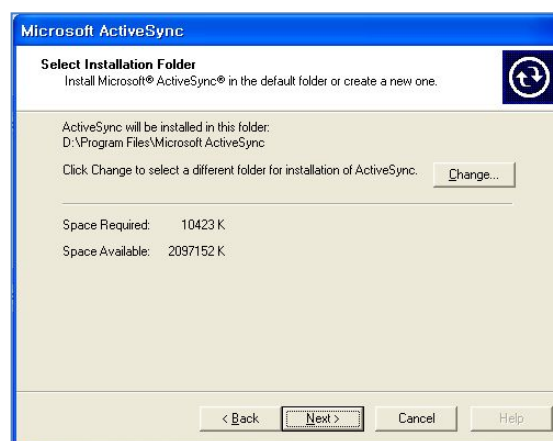 Microsoft ActiveSync
Select Installation Folder
Install Microsoft® ActiveSync® in the default folder or create a new one.
ActiveSync will be installed in this folder:
D:\Program Files\Microsoft ActiveSync
Click Change to select a different folder for installation of ActiveSync.
Change...
Space Required: 10423 K
Space Available: 2097152 K
< Back Next > Cancel Help